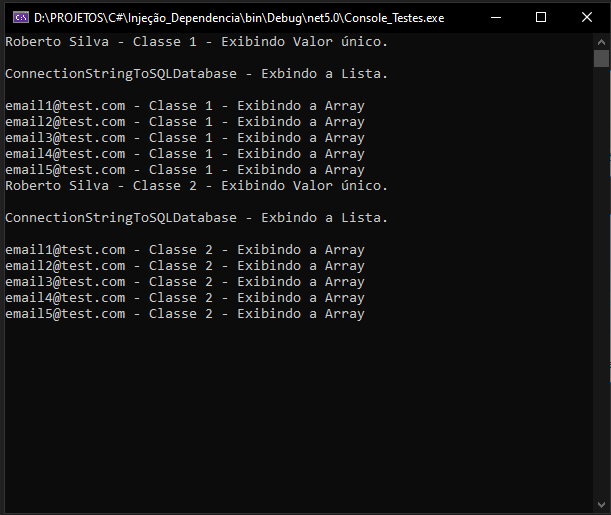 D:\PROJETOS\C#\Injeção_Dependencia\bin\Debug\net5.0\Console_Testes.exe
Roberto Silva - Classe 1 - Exibindo Valor único.
ConnectionStringToSQLDatabase - Exbindo a Lista.
email1@test.com - Classe 1 - Exibindo a Array
email2@test.com - Classe 1 - Exibindo a Array
email3@test.com - Classe 1 - Exibindo a Array
email4@test.com - Classe 1 - Exibindo a Array
email5@test.com - Classe 1 - Exibindo a Array
Roberto Silva - Classe 2 - Exibindo Valor único.
ConnectionStringToSQLDatabase - Exbindo a Lista.
email1@test.com - Classe 2 - Exibindo a Array
email2@test.com - Classe 2 - Exibindo a Array
email3@test.com - Classe 2 - Exibindo a Array
email4@test.com - Classe 2 - Exibindo a Array
email5@test.com - Classe 2 - Exibindo a Array